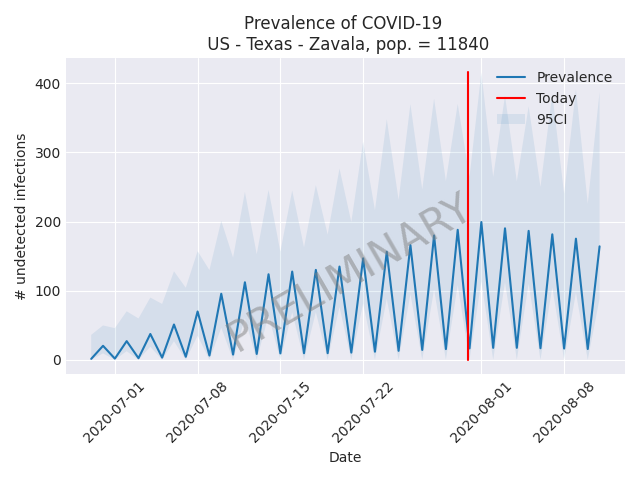 Prevalence of COVID-19
US - Texas - Zavala, pop. = 11840
Prevalence
Today
95CI
400
300
200
100
0
# undetected infections
PRELIMINARY
2020-07-01
2020-07-08
2020-07-15
2020-07-22
2020-08-01
2020-08-08
Date